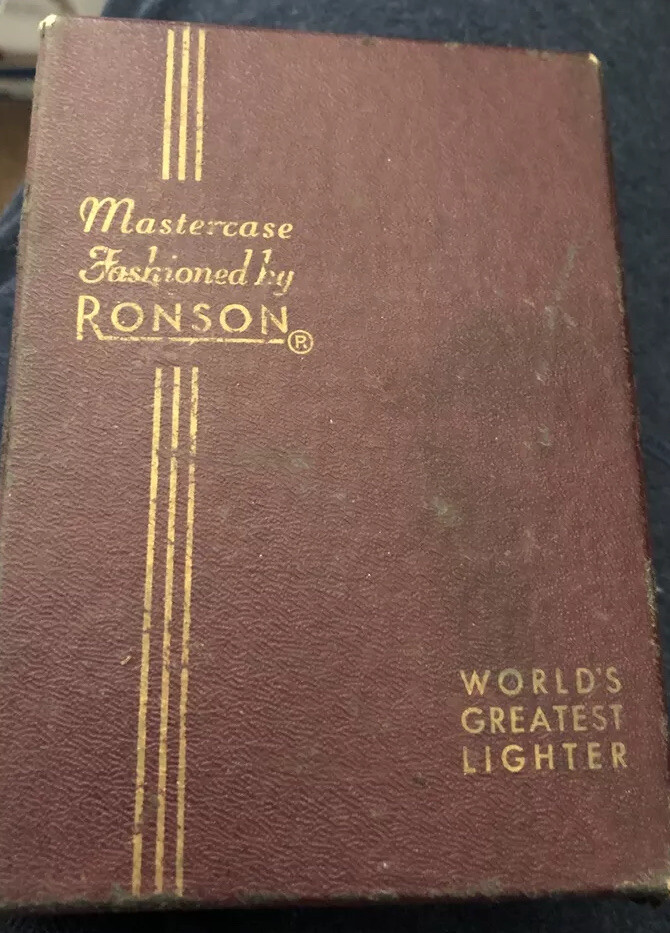 Mastercase
Fashioned by
RONSON®
WORLD'S
GREATEST
LIGHTER